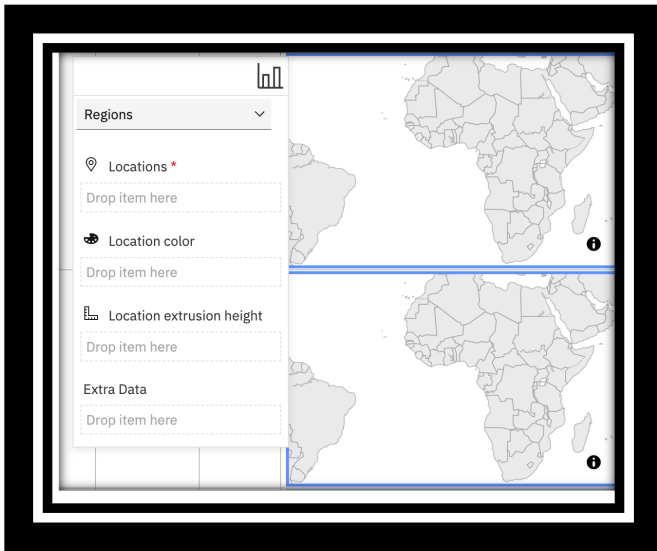 Regions
Locations *
Drop item here
Location color
Drop item here
Location extrusion height
Drop item here
Extra Data
Drop item here